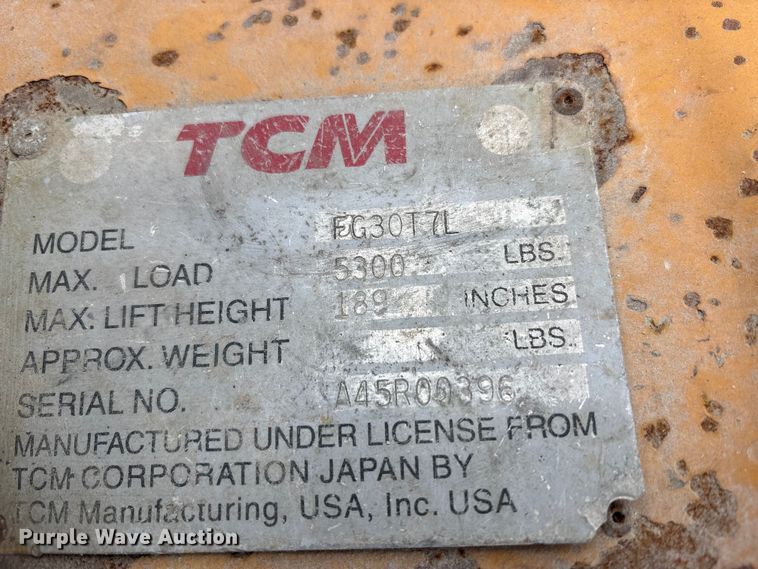 TCM
MODEL FG30T7L
MAX. LOAD 5300 LBS.
MAX. LIFT HEIGHT 189 INCHES
APPROX. WEIGHT LBS.
SERIAL NO. A45R00396
MANUFACTURED UNDER LICENSE FROM
TCM CORPORATION JAPAN BY
TCM Manufacturing, USA, Inc. USA
Purple Wave Auction